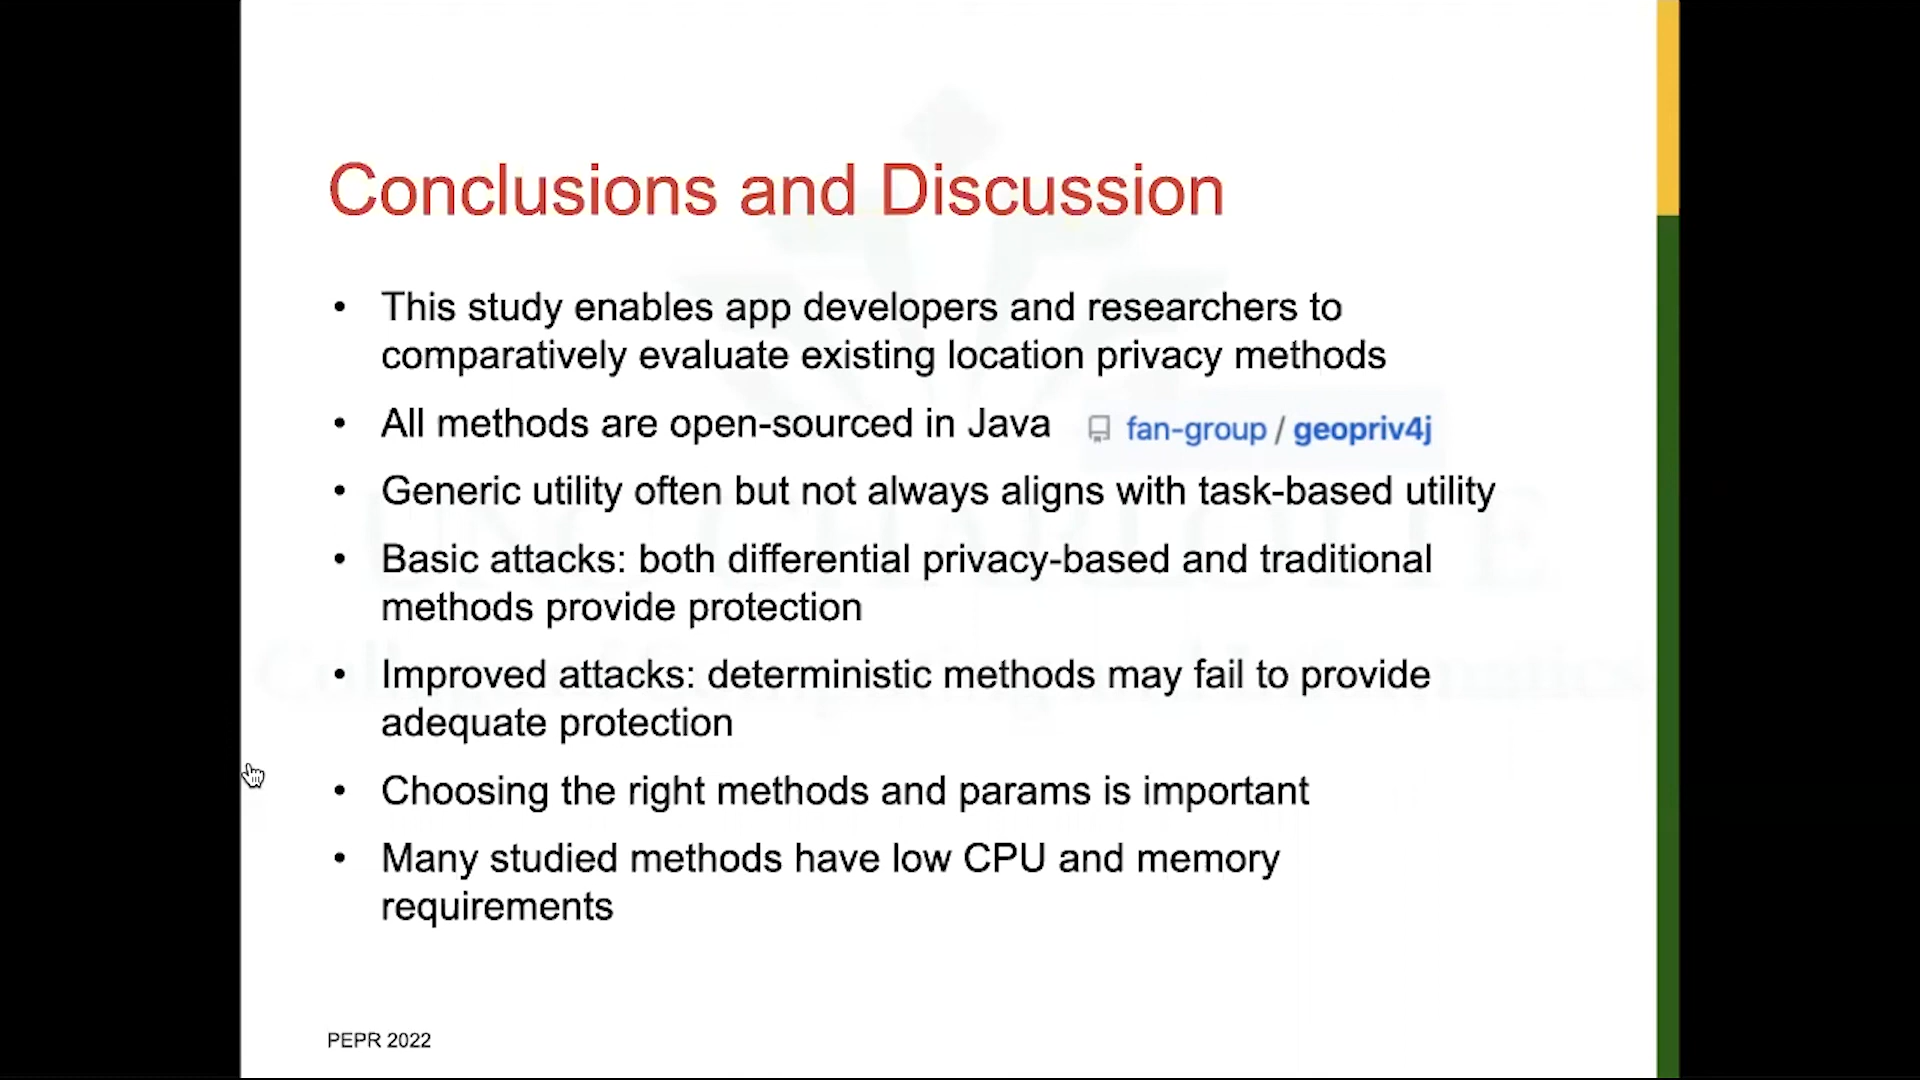 Conclusions and Discussion
• This study enables app developers and researchers to
comparatively evaluate existing location privacy methods
• All methods are open-sourced in Java fan-group / geopriv4j
• Generic utility often but not always aligns with task-based utility
• Basic attacks: both differential privacy-based and traditional
methods provide protection
• Improved attacks: deterministic methods may fail to provide
adequate protection
• Choosing the right methods and params is important
• Many studied methods have low CPU and memory
requirements
PEPR 2022